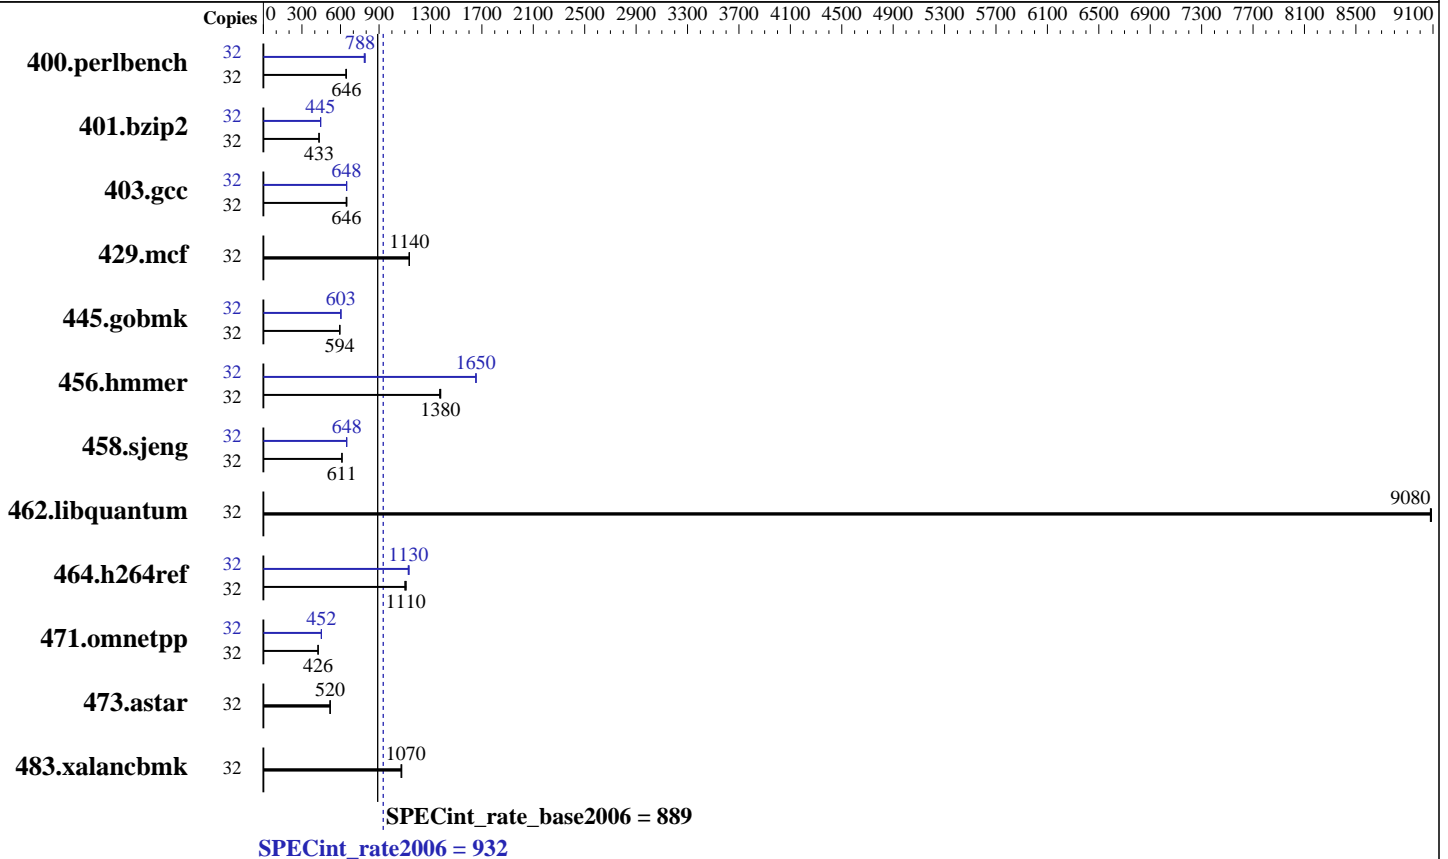 Copies 0 300 600 900 1300 1700 2100 2500 2900 3300 3700 4100 4500 4900 5300 5700 6100 6500 6900 7300 7700 8100 8500 9100
400.perlbench 32 788
32 646
401.bzip2 32 445
32 433
403.gcc 32 648
32 646
429.mcf 32 1140
445.gobmk 32 603
32 594
456.hmmer 32 1650
32 1380
458.sjeng 32 648
32 611
462.libquantum 32 9080
464.h264ref 32 1130
32 1110
471.omnetpp 32 452
32 426
473.astar 32 520
483.xalancbmk 32 1070
SPECint_rate_base2006 = 889
SPECint_rate2006 = 932